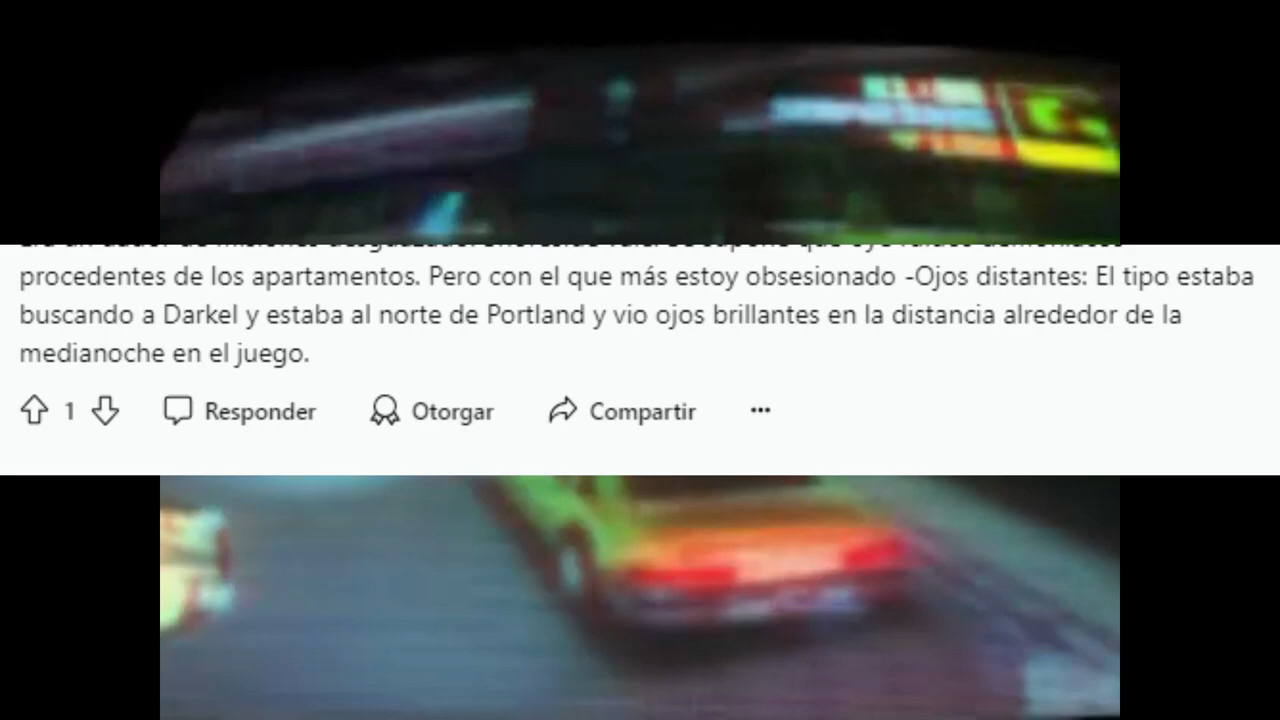 procedentes de los apartamentos. Pero con el que más estoy obsesionado -Ojos distantes: El tipo estaba
buscando a Darkel y estaba al norte de Portland y vio ojos brillantes en la distancia alrededor de la
medianoche en el juego.
1 Responder Otorgar Compartir ...